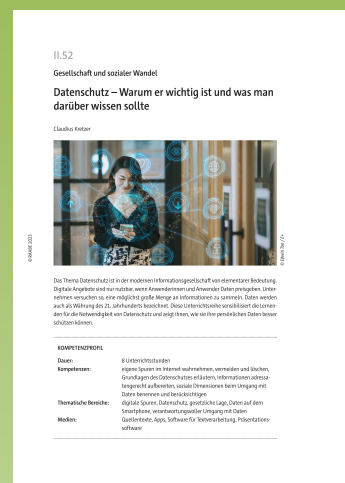 II.52
Gesellschaft und sozialer Wandel
Datenschutz – Warum er wichtig ist und was man
darüber wissen sollte
Claudius Kretzer
© RAABE 2023
© Edwin Tan / E+
Das Thema Datenschutz ist in der modernen Informationsgesellschaft von elementarer Bedeutung.
Digitale Angebote sind nur nutzbar, wenn Anwenderinnen und Anwender Daten preisgeben. Unter-
nehmen versuchen so, eine möglichst große Menge an Informationen zu sammeln. Daten werden
auch als Währung des 21. Jahrhunderts bezeichnet. Diese Unterrichtsreihe sensibilisiert die Lernen-
den für die Notwendigkeit von Datenschutz und zeigt ihnen, wie sie ihre persönlichen Daten besser
schützen können.
KOMPETENZPROFIL
Dauer: 8 Unterrichtsstunden
Kompetenzen: eigene Spuren im Internet wahrnehmen, vermeiden und löschen,
Grundlagen des Datenschutzes erläutern, Informationen adressa-
tengerecht aufbereiten, soziale Dimensionen beim Umgang mit
Daten benennen und berücksichtigen
Thematische Bereiche: digitale Spuren, Datenschutz, gesetzliche Lage, Daten auf dem
Smartphone, verantwortungsvoller Umgang mit Daten
Medien: Quellentexte, Apps, Software für Textverarbeitung, Präsentations-
software